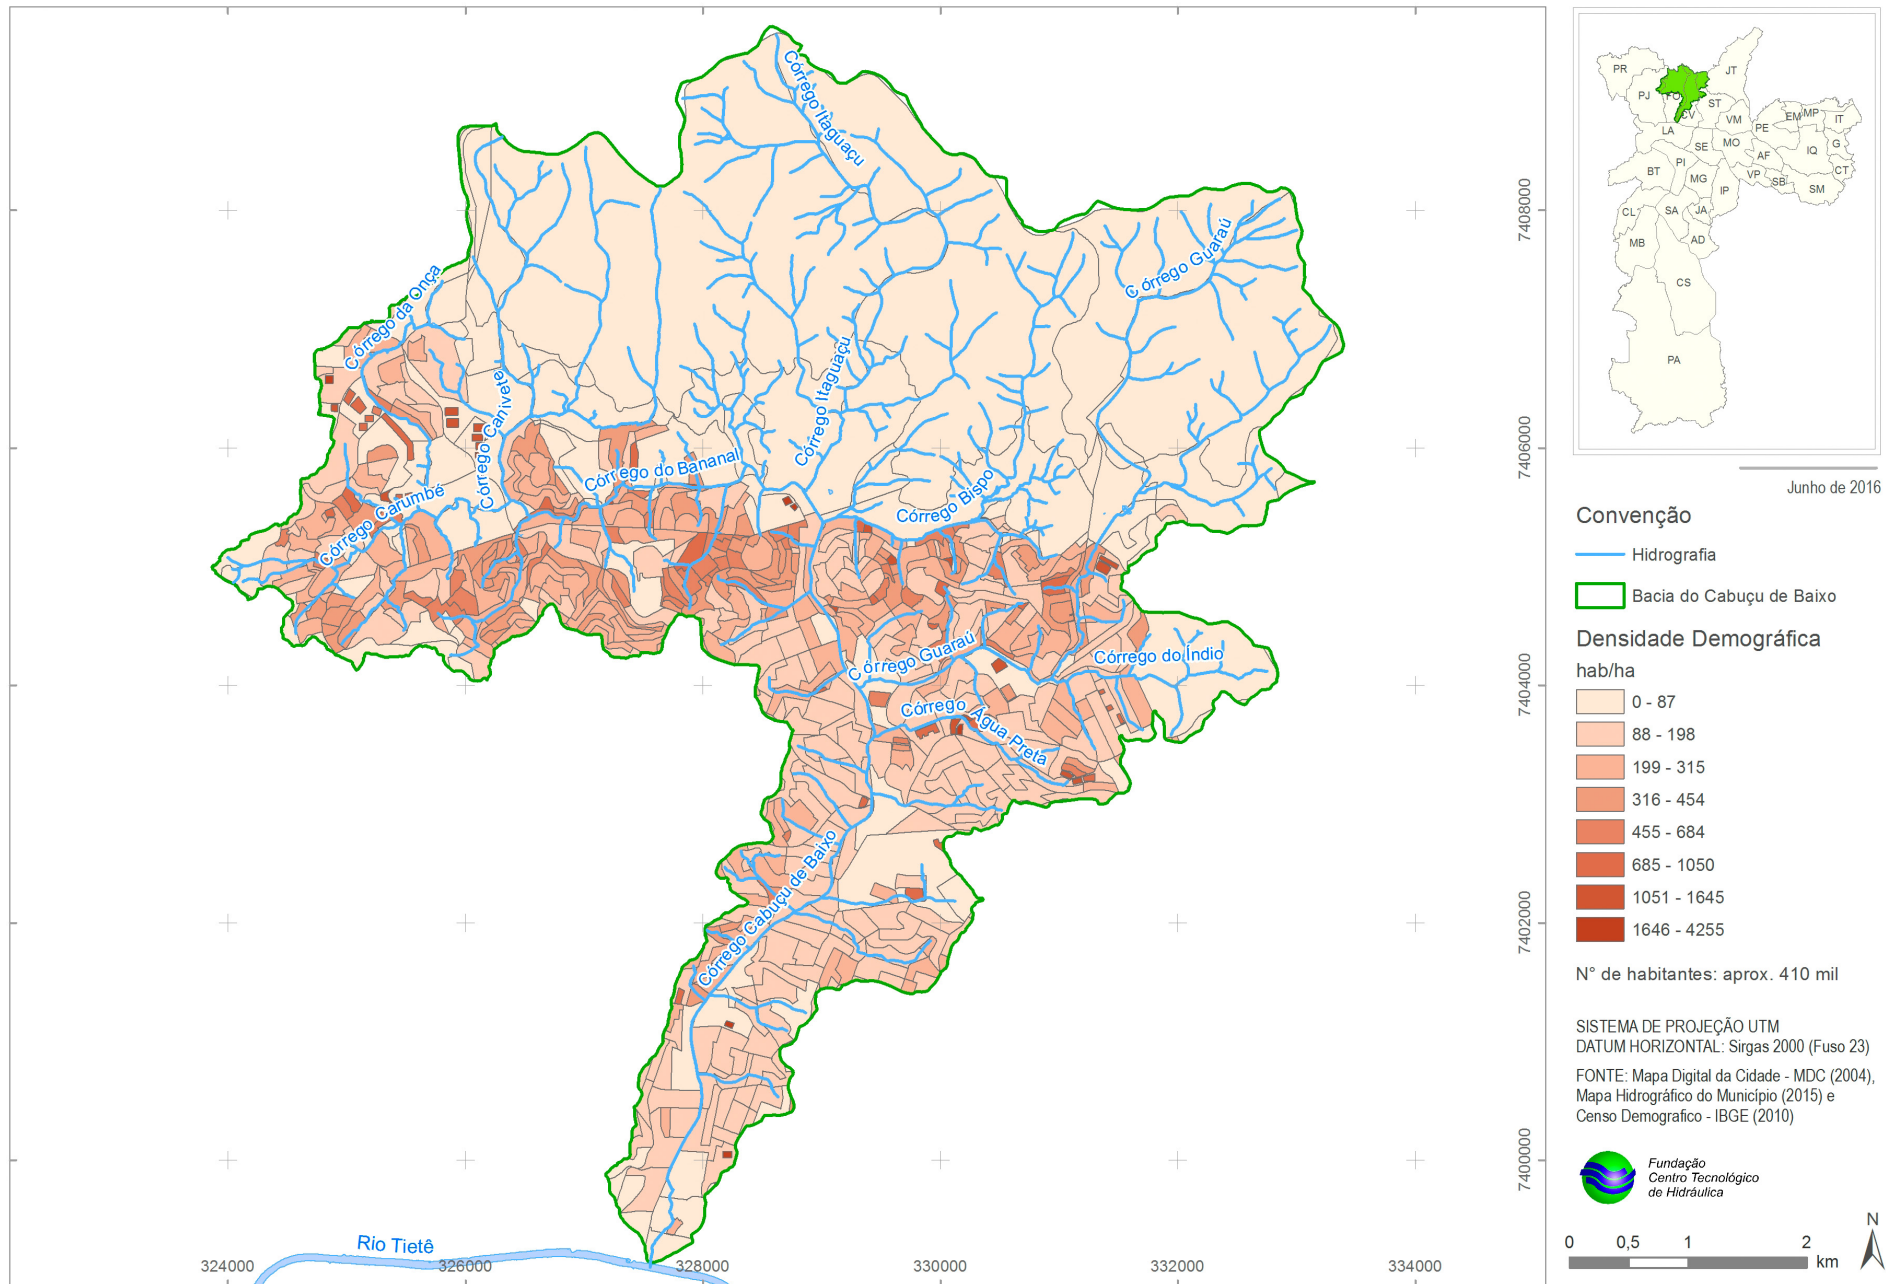 Córrego Itaguaçu
Córrego Guaraú
Córrego da Onça
Córrego Canivete
Córrego Itaguaçu
Córrego do Bananal
Córrego Bispo
Córrego Carumbé
Córrego Guaraú
Córrego do Índio
Córrego Água Preta
Córrego Cabuçu de Baixo
Rio Tietê
324000
326000
328000
330000
332000
334000
7408000
7406000
7404000
7402000
7400000
PR
JT
PJ
FO
ST
CV
LA
VM
PE
EM
MP
IT
SE
MO
AF
IQ
G
BT
PI
MG
VP
SB
CT
SM
IP
CL
SA
JA
MB
AD
CS
PA
Junho de 2016
Convenção
Hidrografia
Bacia do Cabuçu de Baixo
Densidade Demográfica
hab/ha
0 - 87
88 - 198
199 - 315
316 - 454
455 - 684
685 - 1050
1051 - 1645
1646 - 4255
N° de habitantes: aprox. 410 mil
SISTEMA DE PROJEÇÃO UTM
DATUM HORIZONTAL: Sirgas 2000 (Fuso 23)
FONTE: Mapa Digital da Cidade - MDC (2004),
Mapa Hidrográfico do Município (2015) e
Censo Demografico - IBGE (2010)
Fundação
Centro Tecnológico
de Hidráulica
N
0 0,5 1 2
km